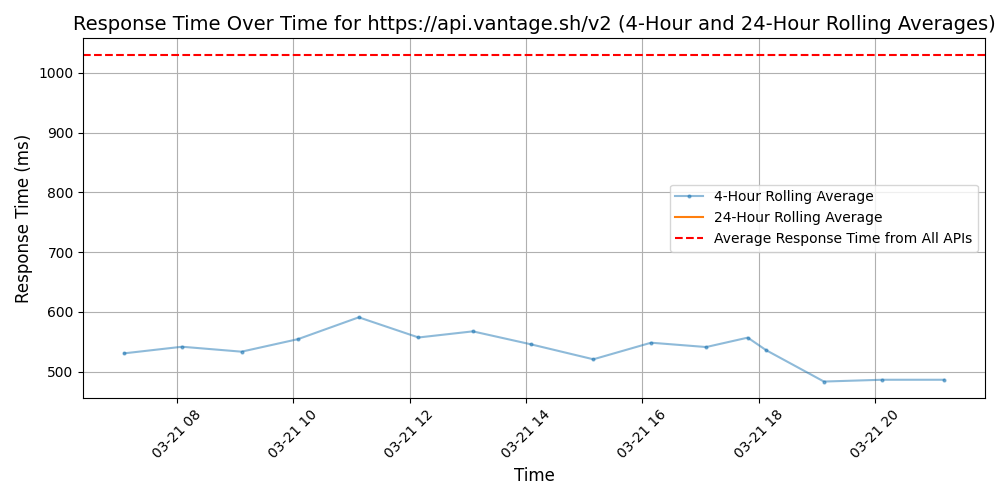 Response Time Over Time for https://api.vantage.sh/v2 (4-Hour and 24-Hour Rolling Averages)
1000
900
800
700
600
500
Response Time (ms)
4-Hour Rolling Average
24-Hour Rolling Average
Average Response Time from All APIs
03-21 08
03-21 10
03-21 12
03-21 14
03-21 16
03-21 18
03-21 20
Time